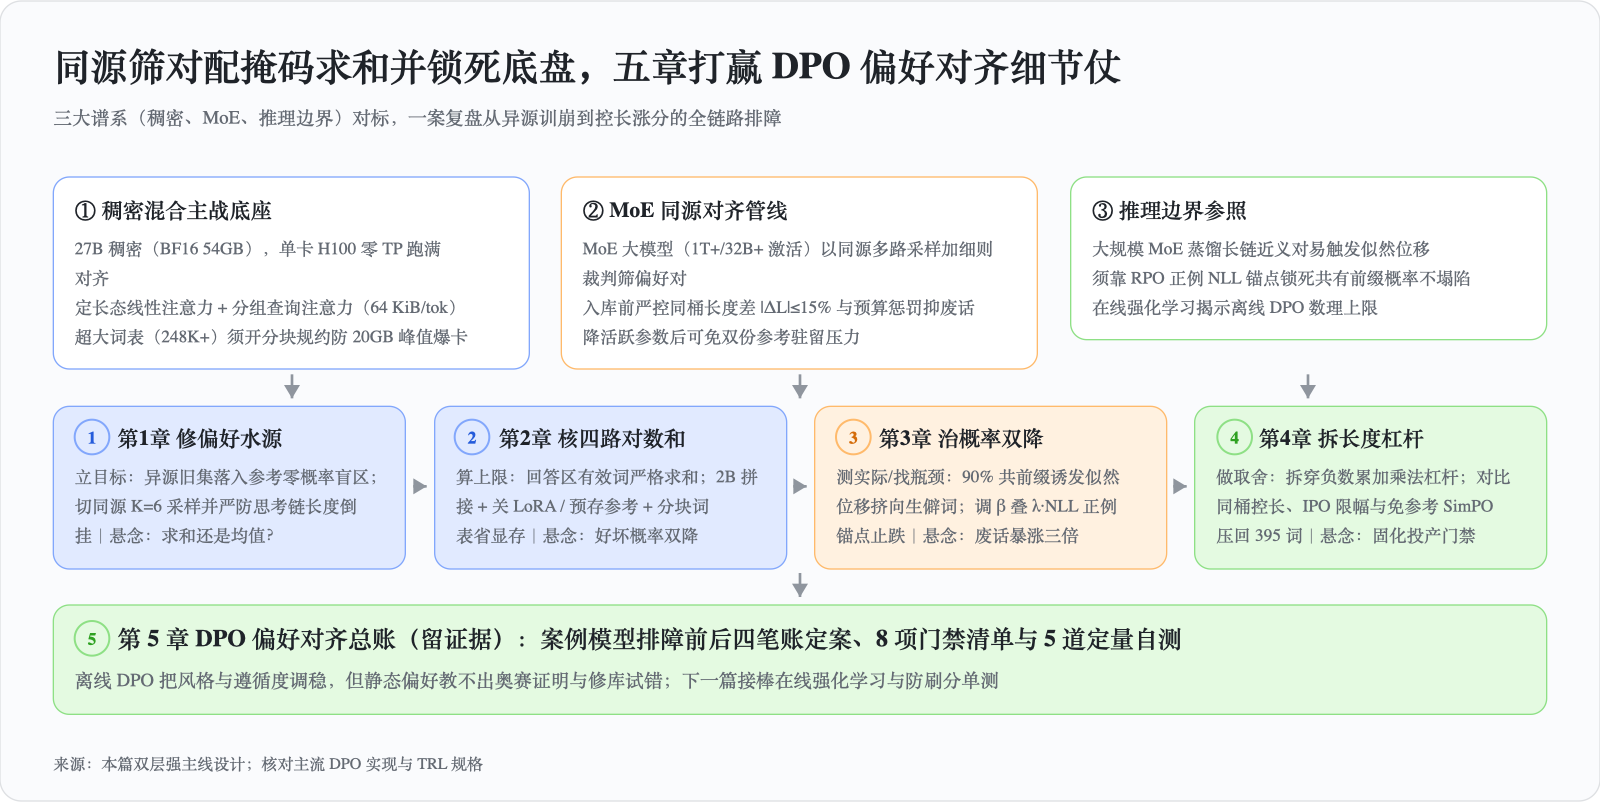 同源筛对配掩码求和并锁死底盘，五章打赢 DPO 偏好对齐细节仗
三大谱系（稠密、MoE、推理边界）对标，一案复盘从异源训崩到控长涨分的全链路排障
① 稠密混合主战底座
27B 稠密（BF16 54GB），单卡 H100 零 TP 跑满
对齐
定长态线性注意力 + 分组查询注意力（64 KiB/tok）
超大词表（248K+）须开分块规约防 20GB 峰值爆卡
② MoE 同源对齐管线
MoE 大模型（1T+/32B+ 激活）以同源多路采样加细则
裁判筛偏好对
入库前严控同桶长度差 |ΔL|≤15% 与预算惩罚抑废话
降活跃参数后可免双份参考驻留压力
③ 推理边界参照
大规模 MoE 蒸馏长链近义对易触发似然位移
须靠 RPO 正例 NLL 锚点锁死共有前缀概率不塌陷
在线强化学习揭示离线 DPO 数理上限
1 第1章 修偏好水源
立目标：异源旧集落入参考零概率盲区；
切同源 K=6 采样并严防思考链长度倒
挂｜悬念：求和还是均值?
2 第2章 核四路对数和
算上限：回答区有效词严格求和；2B 拼
接 + 关 LoRA / 预存参考 + 分块词
表省显存｜悬念：好坏概率双降
3 第3章 治概率双降
测实际/找瓶颈：90% 共前缀诱发似然
位移挤向生僻词；调 β 叠 λ·NLL 正例
锚点止跌｜悬念：废话暴涨三倍
4 第4章 拆长度杠杆
做取舍：拆穿负数累加乘法杠杆；对比
同桶控长、IPO 限幅与免参考 SimPO
压回 395 词｜悬念：固化投产门禁
5 第 5 章 DPO 偏好对齐总账（留证据）：案例模型排障前后四笔账定案、8 项门禁清单与 5 道定量自测
离线 DPO 把风格与遵循度调稳，但静态偏好教不出奥赛证明与修库试错；下一篇接棒在线强化学习与防刷分单测
来源：本篇双层强主线设计；核对主流 DPO 实现与 TRL 规格